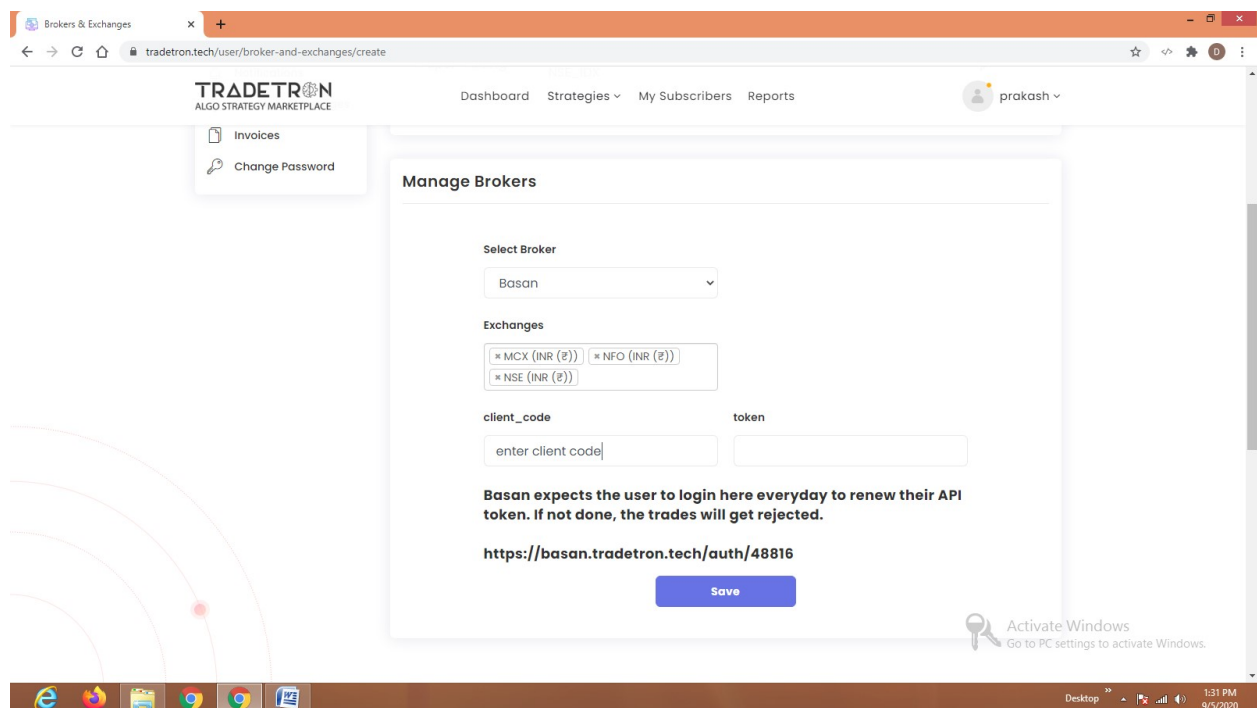 Brokers & Exchanges
tradetron.tech/user/broker-and-exchanges/create
D
TRADETRON
ALGO STRATEGY MARKETPLACE
Dashboard Strategies My Subscribers Reports
prakash
Invoices
Change Password
Manage Brokers
Select Broker
Basan
Exchanges
× MCX (INR (₹)) × NFO (INR (₹))
× NSE (INR (₹))
client_code token
enter client code
Basan expects the user to login here everyday to renew their API
token. If not done, the trades will get rejected.
https://basan.tradetron.tech/auth/48816
Save
Activate Windows
Go to PC settings to activate Windows.
Desktop
1:31 PM
9/5/2020